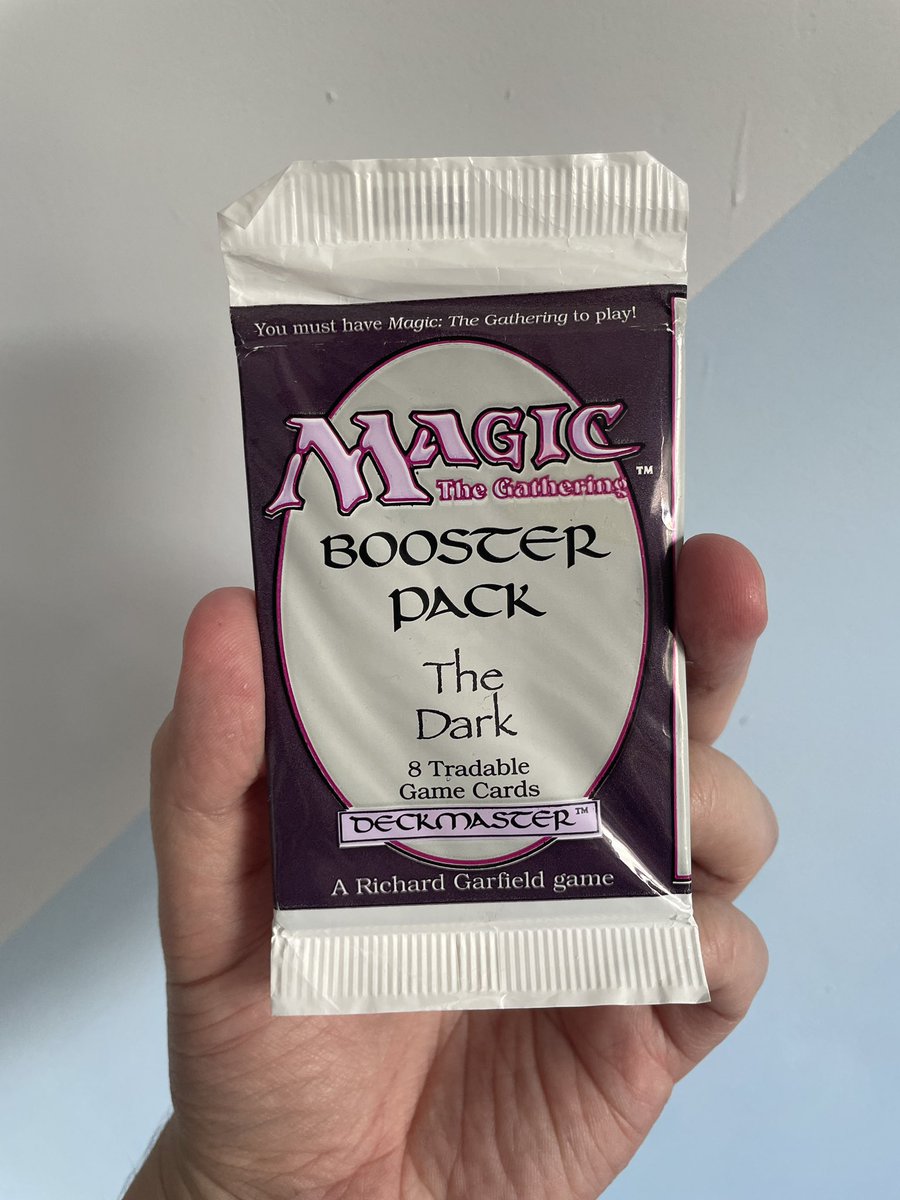 You must have Magic: The Gathering to play!
MAGIC ™
The Gathering
BOOSTER
PACK
The
Dark
8 Tradable
Game Cards
DECKMASTER™
A Richard Garfield game